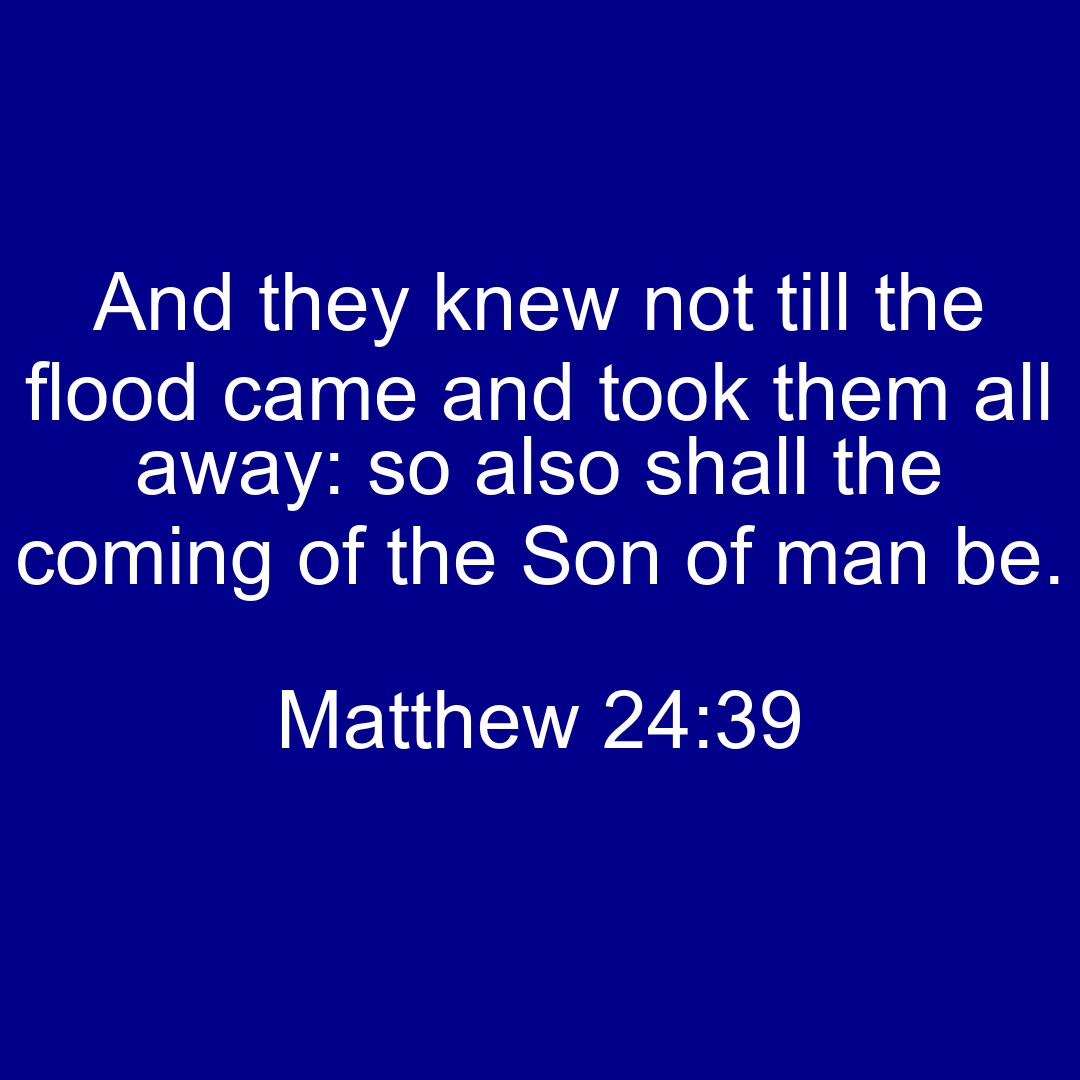 And they knew not till the
flood came and took them all
away: so also shall the
coming of the Son of man be.
Matthew 24:39